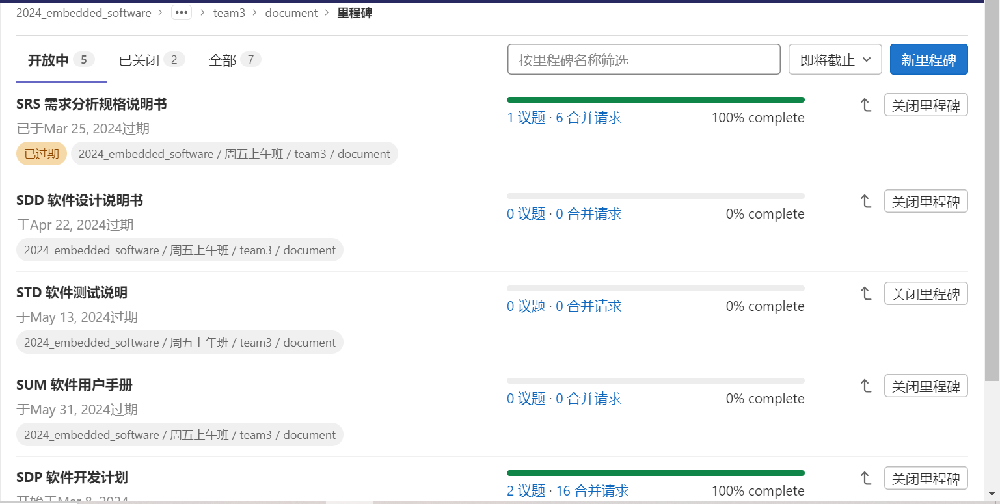 2024_embedded_software > ••• > team3 > document > 里程碑
开放中 5 已关闭 2 全部 7 按里程碑名称筛选 即将截止 新里程碑
SRS 需求分析规格说明书
已于Mar 25, 2024过期
已过期 2024_embedded_software / 周五上午班 / team3 / document
1 议题 · 6 合并请求 100% complete
关闭里程碑
SDD 软件设计说明书
于Apr 22, 2024过期
2024_embedded_software / 周五上午班 / team3 / document
0 议题 · 0 合并请求 0% complete
关闭里程碑
STD 软件测试说明
于May 13, 2024过期
2024_embedded_software / 周五上午班 / team3 / document
0 议题 · 0 合并请求 0% complete
关闭里程碑
SUM 软件用户手册
于May 31, 2024过期
2024_embedded_software / 周五上午班 / team3 / document
0 议题 · 0 合并请求 0% complete
关闭里程碑
SDP 软件开发计划
开始于Mar 8, 2024
2 议题 · 16 合并请求 100% complete
关闭里程碑